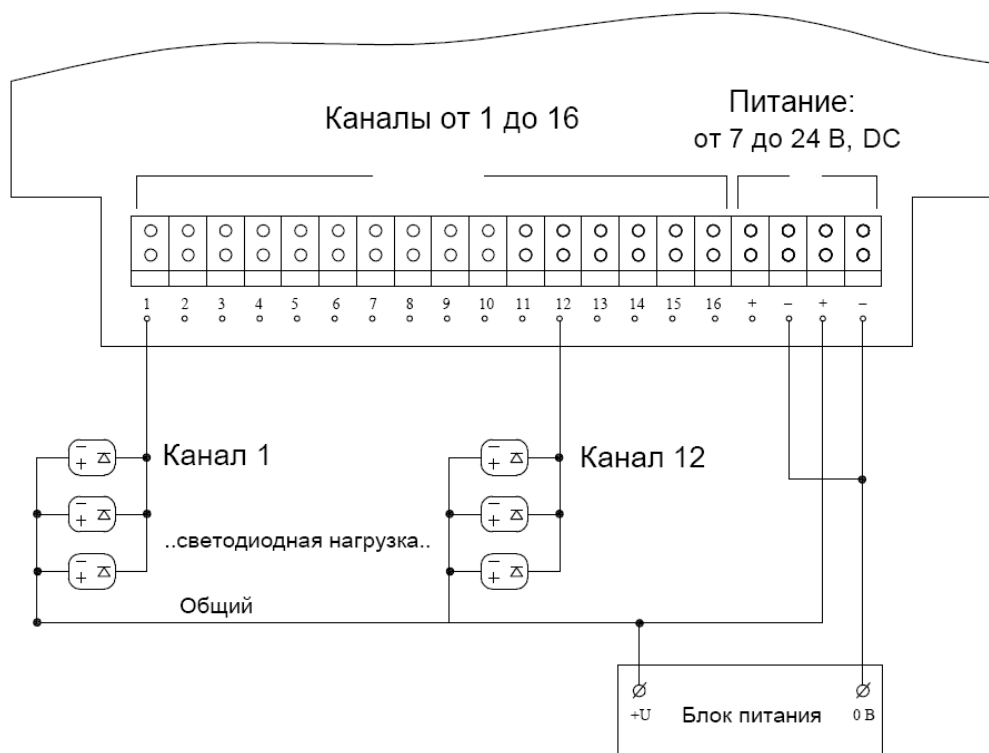 Каналы от 1 до 16
Питание:
от 7 до 24 В, DC
1 2 3 4 5 6 7 8 9 10 11 12 13 14 15 16 + – + –
Канал 1
Канал 12
– +
– +
– +
– +
– +
– +
..светодиодная нагрузка..
Общий
+U Блок питания 0 В